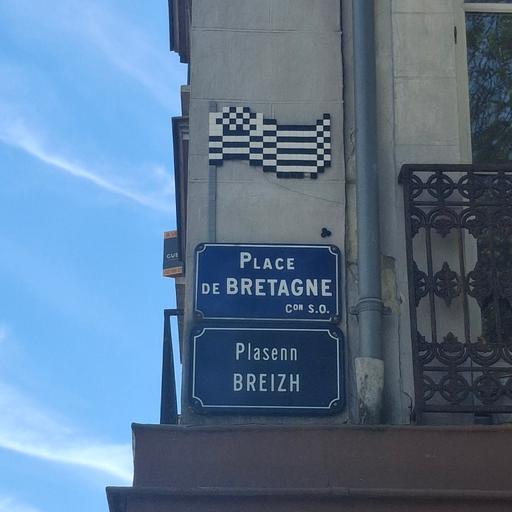 PLACE
DE BRETAGNE
CON S.O.
Plasenn
BREIZH